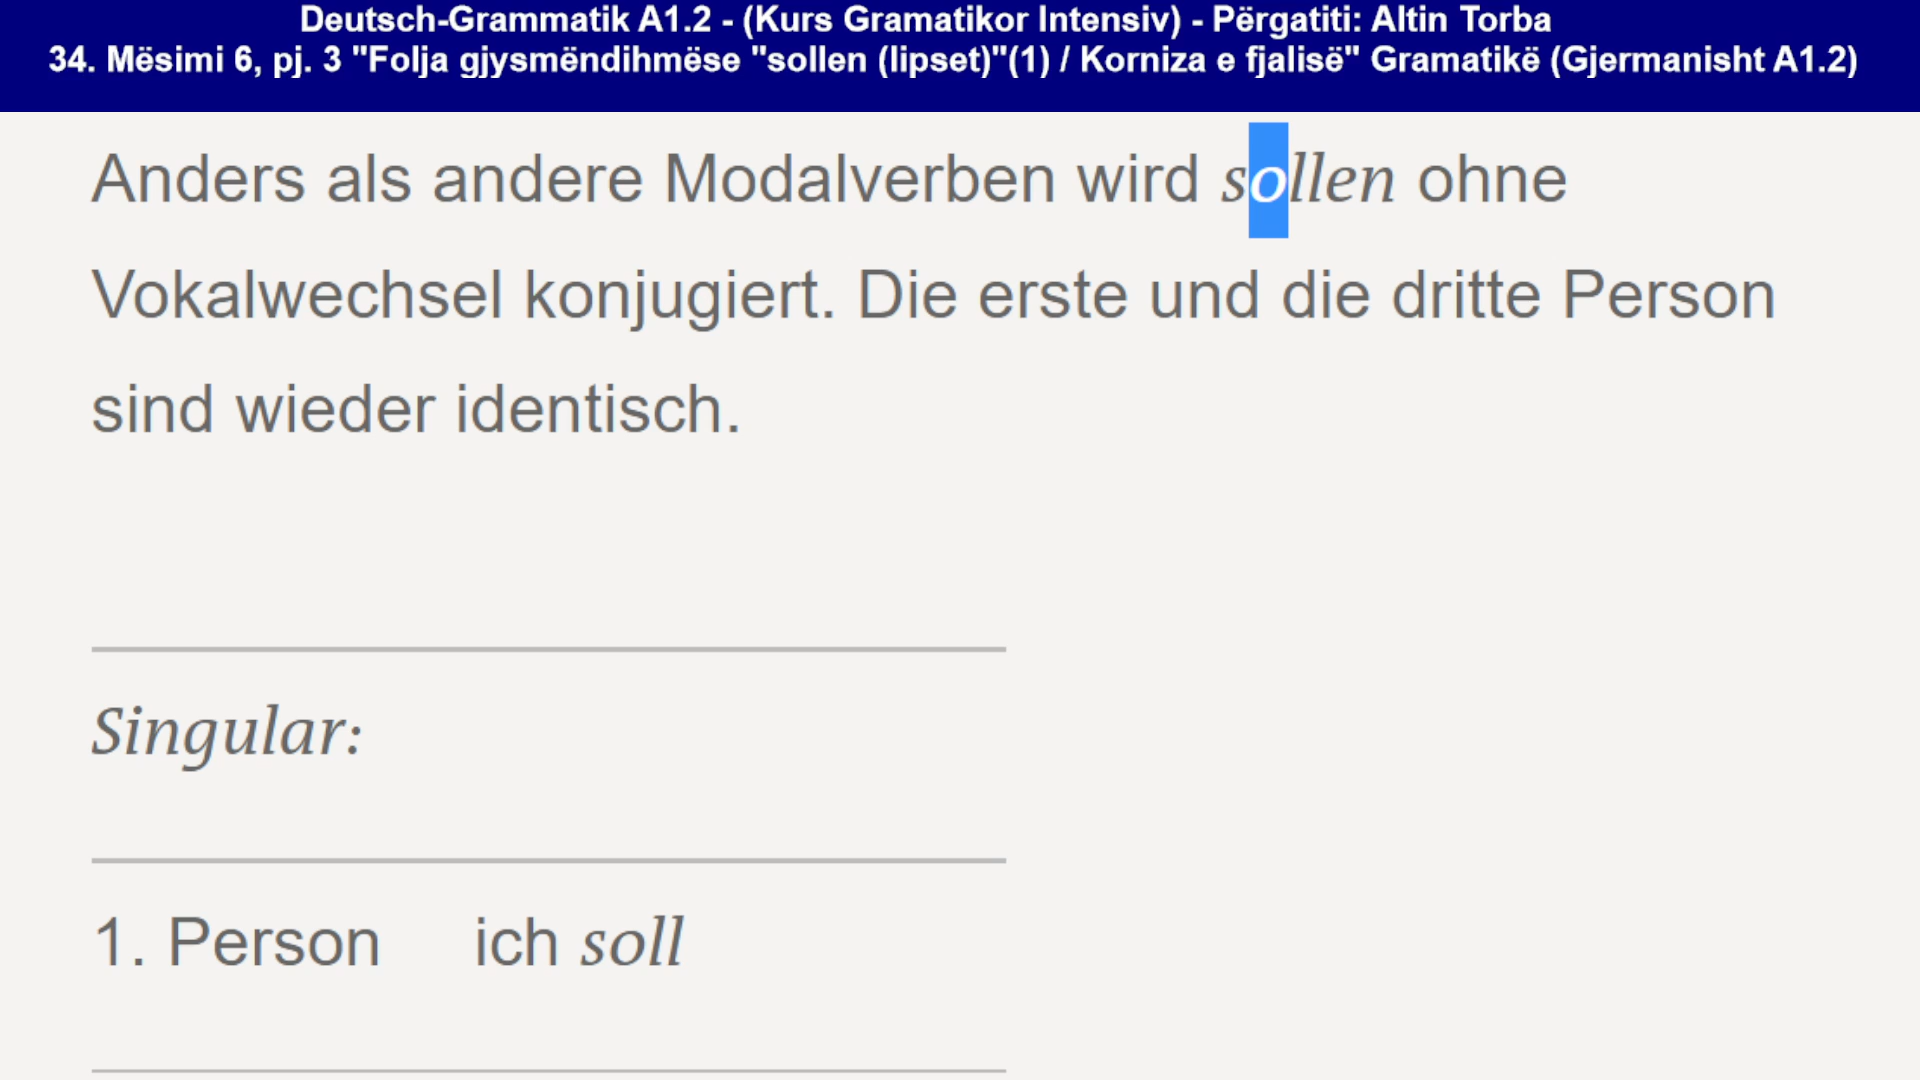 Deutsch-Grammatik A1.2 - (Kurs Gramatikor Intensiv) - Përgatiti: Altin Torba
34. Mësimi 6, pj. 3 "Folja gjysmëndihmëse "sollen (lipset)"(1) / Korniza e fjalisë" Gramatikë (Gjermanisht A1.2)
Anders als andere Modalverben wird sollen ohne
Vokalwechsel konjugiert. Die erste und die dritte Person
sind wieder identisch.
Singular:
1. Person ich soll